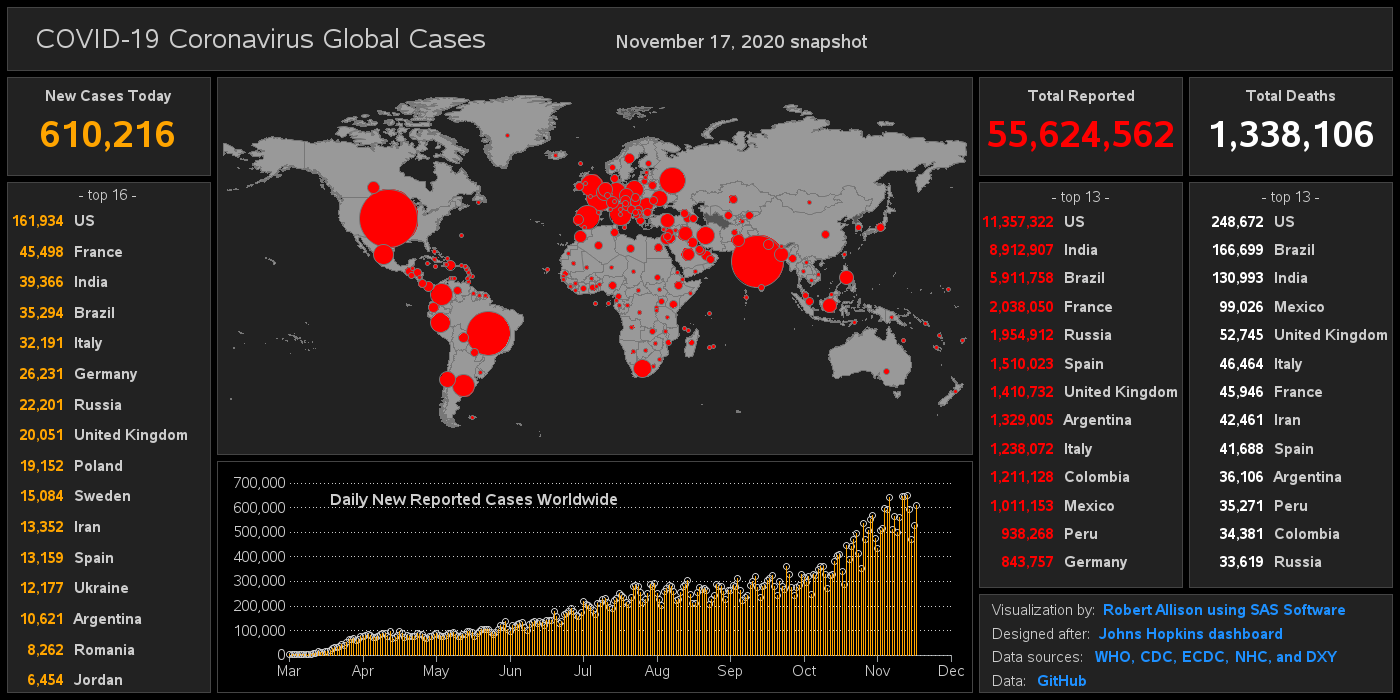 COVID-19 Coronavirus Global Cases
November 17, 2020 snapshot
New Cases Today
610,216
- top 16 -
161,934 US
45,498 France
39,366 India
35,294 Brazil
32,191 Italy
26,231 Germany
22,201 Russia
20,051 United Kingdom
19,152 Poland
15,084 Sweden
13,352 Iran
13,159 Spain
12,177 Ukraine
10,621 Argentina
8,262 Romania
6,454 Jordan
Daily New Reported Cases Worldwide
700,000
600,000
500,000
400,000
300,000
200,000
100,000
0
Mar Apr May Jun Jul Aug Sep Oct Nov Dec
Total Reported
55,624,562
- top 13 -
11,357,322 US
8,912,907 India
5,911,758 Brazil
2,038,050 France
1,954,912 Russia
1,510,023 Spain
1,410,732 United Kingdom
1,329,005 Argentina
1,238,072 Italy
1,211,128 Colombia
1,011,153 Mexico
938,268 Peru
843,757 Germany
Total Deaths
1,338,106
- top 13 -
248,672 US
166,699 Brazil
130,993 India
99,026 Mexico
52,745 United Kingdom
46,464 Italy
45,946 France
42,461 Iran
41,688 Spain
36,106 Argentina
35,271 Peru
34,381 Colombia
33,619 Russia
Visualization by: Robert Allison using SAS Software
Designed after: Johns Hopkins dashboard
Data sources: WHO, CDC, ECDC, NHC, and DXY
Data: GitHub